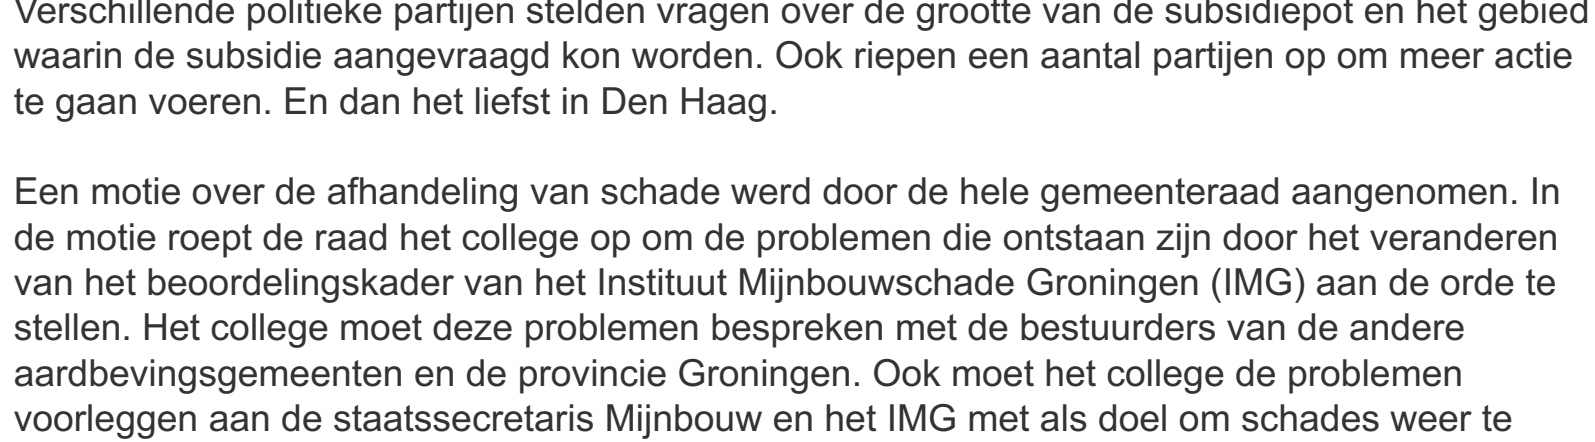 Verschillende politieke partijen stelden vragen over de grootte van de subsidiepot en het gebied
waarin de subsidie aangevraagd kon worden. Ook riepen een aantal partijen op om meer actie
te gaan voeren. En dan het liefst in Den Haag.
Een motie over de afhandeling van schade werd door de hele gemeenteraad aangenomen. In
de motie roept de raad het college op om de problemen die ontstaan zijn door het veranderen
van het beoordelingskader van het Instituut Mijnbouwschade Groningen (IMG) aan de orde te
stellen. Het college moet deze problemen bespreken met de bestuurders van de andere
aardbevingsgemeenten en de provincie Groningen. Ook moet het college de problemen
voorleggen aan de staatssecretaris Mijnbouw en het IMG met als doel om schades weer te